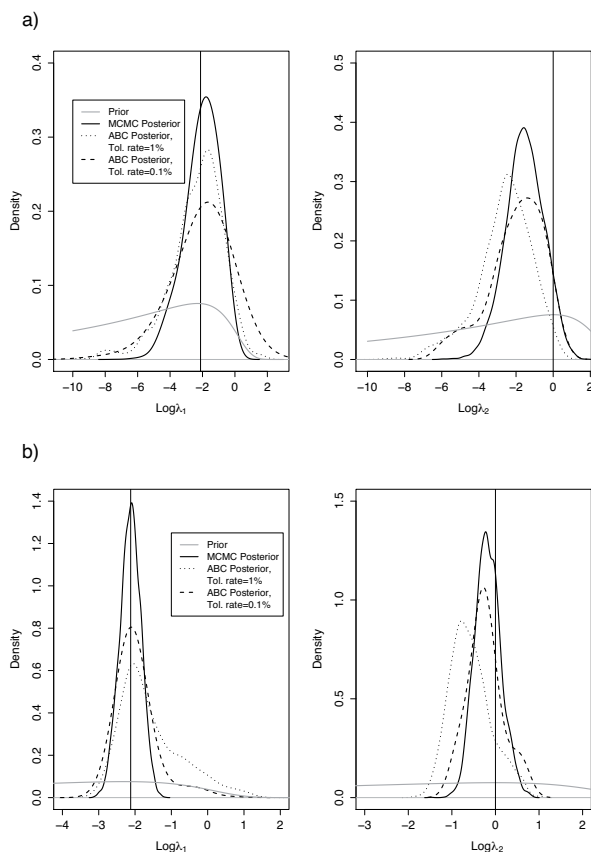 a)
0.4
0.3
0.2
0.1
0.0
Density
Prior
MCMC Posterior
ABC Posterior,
Tol. rate=1%
ABC Posterior,
Tol. rate=0.1%
−10 −8 −6 −4 −2 0 2
Logλ1
0.5
0.4
0.3
0.2
0.1
0.0
Density
−10 −8 −6 −4 −2 0 2
Logλ2
b)
1.4
1.2
1.0
0.8
0.6
0.4
0.2
0.0
Density
Prior
MCMC Posterior
ABC Posterior,
Tol. rate=1%
ABC Posterior,
Tol. rate=0.1%
−4 −3 −2 −1 0 1 2
Logλ1
1.5
1.0
0.5
0.0
Density
−3 −2 −1 0 1 2
Logλ2